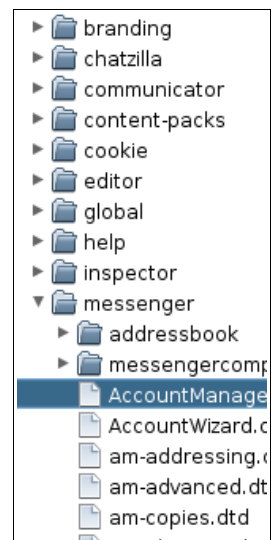 branding
chatzilla
communicator
content-packs
cookie
editor
global
help
inspector
messenger
addressbook
messengercomp
AccountManage
AccountWizard.c
am-addressing.c
am-advanced.dt
am-copies.dtd